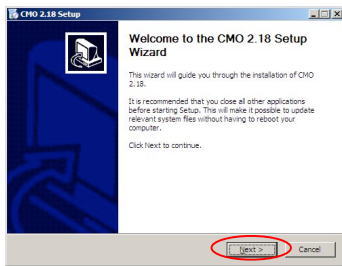 CMO 2.18 Setup
Welcome to the CMO 2.18 Setup
Wizard
This wizard will guide you through the installation of CMO
2.18.
It is recommended that you close all other applications
before starting Setup. This will make it possible to update
relevant system files without having to reboot your
computer.
Click Next to continue.
Next >
Cancel